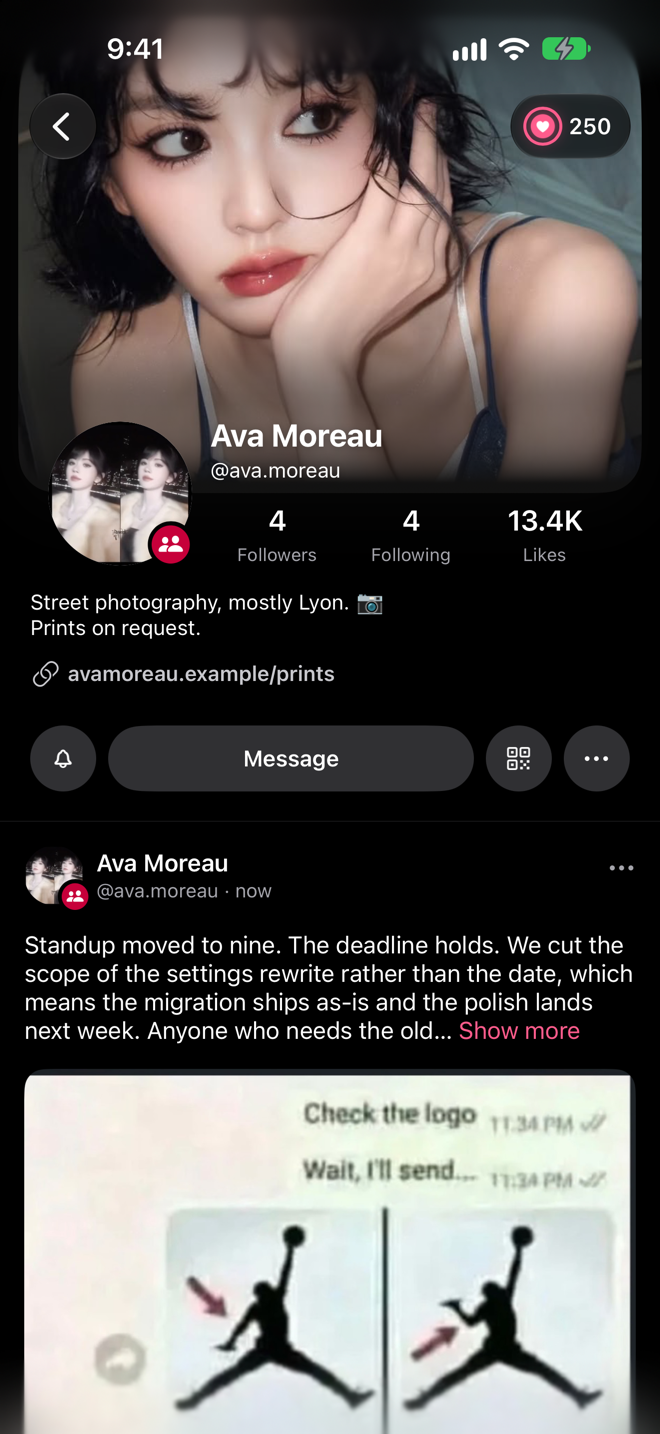 9:41
250
Ava Moreau
@ava.moreau
4
4
13.4K
Followers
Following
Likes
Street photography, mostly Lyon. 📷
Prints on request.
avamoreau.example/prints
Message
Ava Moreau
@ava.moreau · now
Standup moved to nine. The deadline holds. We cut the
scope of the settings rewrite rather than the date, which
means the migration ships as-is and the polish lands
next week. Anyone who needs the old... Show more
Check the logo 11:34 PM
Wait, I'll send... 11:34 PM